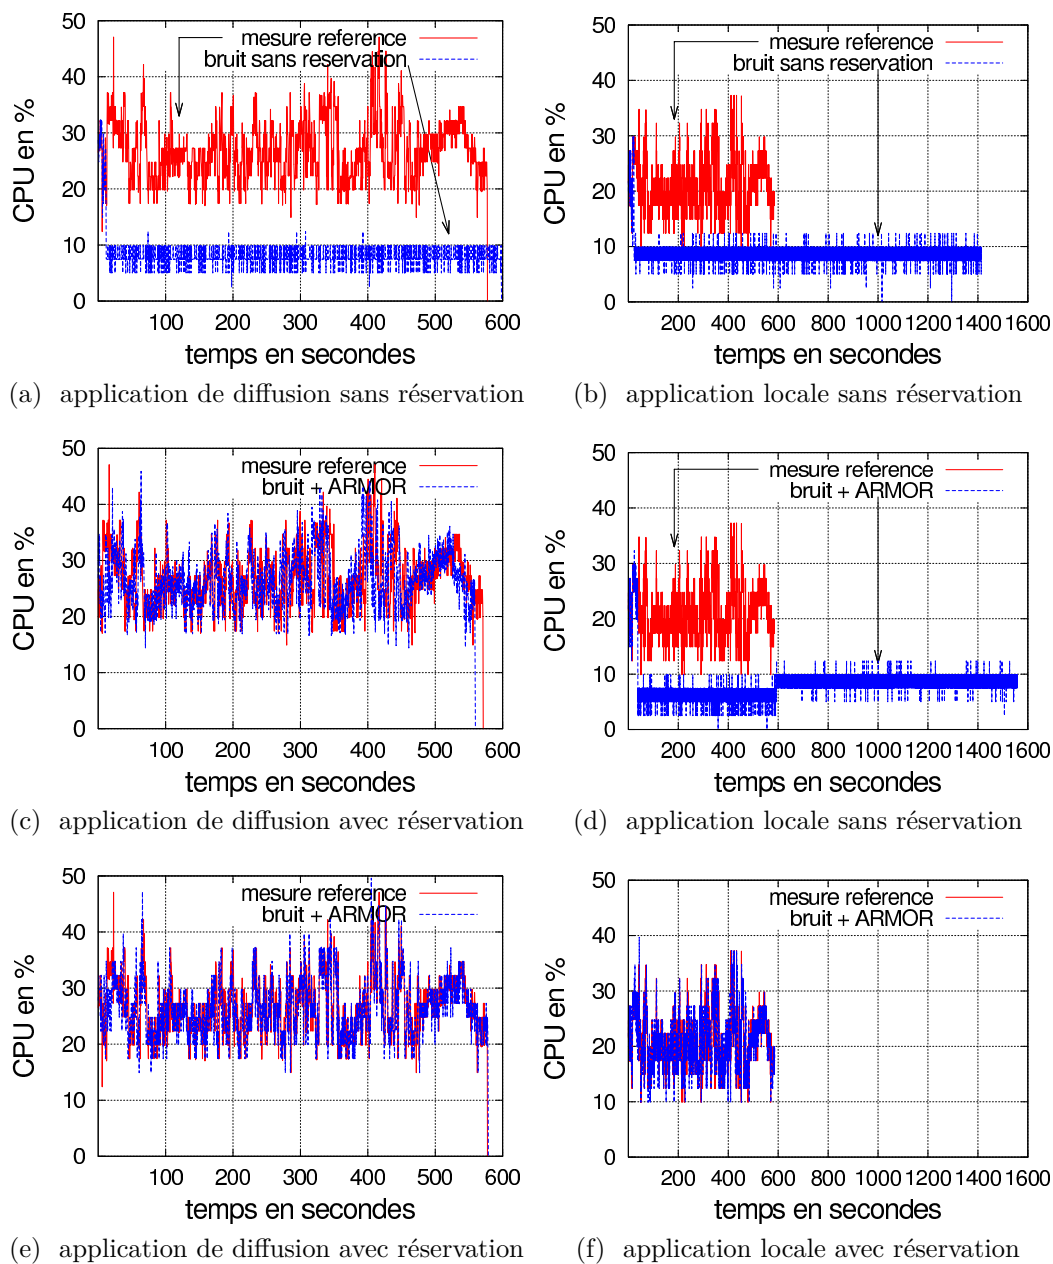 50
40
30
20
10
0
CPU en %
mesure reference
bruit sans reservation
100 200 300 400 500 600
temps en secondes
(a) application de diffusion sans réservation
50
40
30
20
10
0
CPU en %
mesure reference
bruit sans reservation
200 400 600 800 1000 1200 1400 1600
temps en secondes
(b) application locale sans réservation
50
40
30
20
10
0
CPU en %
mesure reference
bruit + ARMOR
100 200 300 400 500 600
temps en secondes
(c) application de diffusion avec réservation
50
40
30
20
10
0
CPU en %
mesure reference
bruit + ARMOR
200 400 600 800 1000 1200 1400 1600
temps en secondes
(d) application locale sans réservation
50
40
30
20
10
0
CPU en %
mesure reference
bruit + ARMOR
100 200 300 400 500 600
temps en secondes
(e) application de diffusion avec réservation
50
40
30
20
10
0
CPU en %
mesure reference
bruit + ARMOR
200 400 600 800 1000 1200 1400 1600
temps en secondes
(f) application locale avec réservation